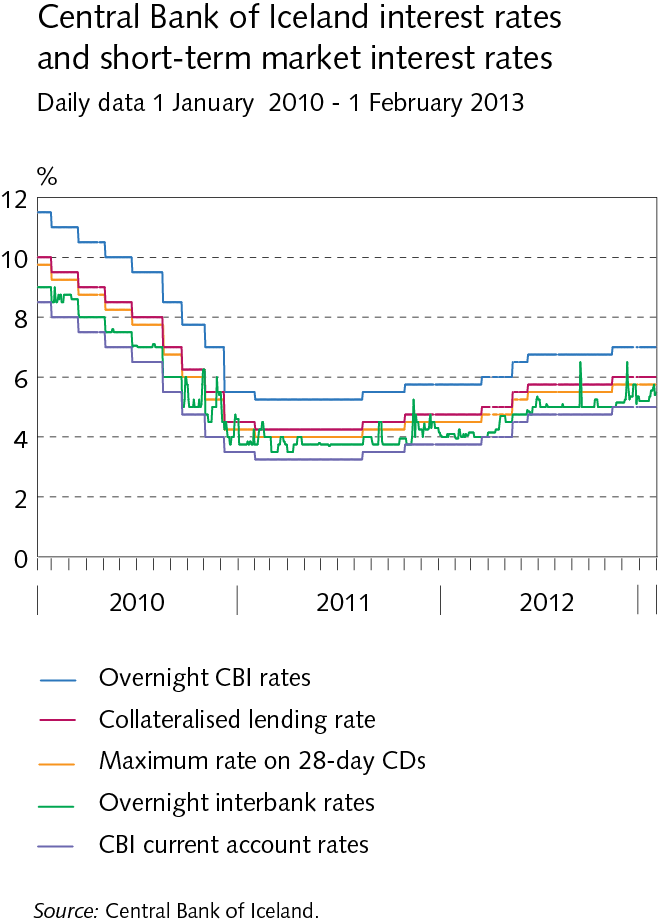 Central Bank of Iceland interest rates
and short-term market interest rates
Daily data 1 January  2010 - 1 February 2013
%
12
10
8
6
4
2
0
2010 2011 2012
Overnight CBI rates
Collateralised lending rate
Maximum rate on 28-day CDs
Overnight interbank rates
CBI current account rates
Source: Central Bank of Iceland.